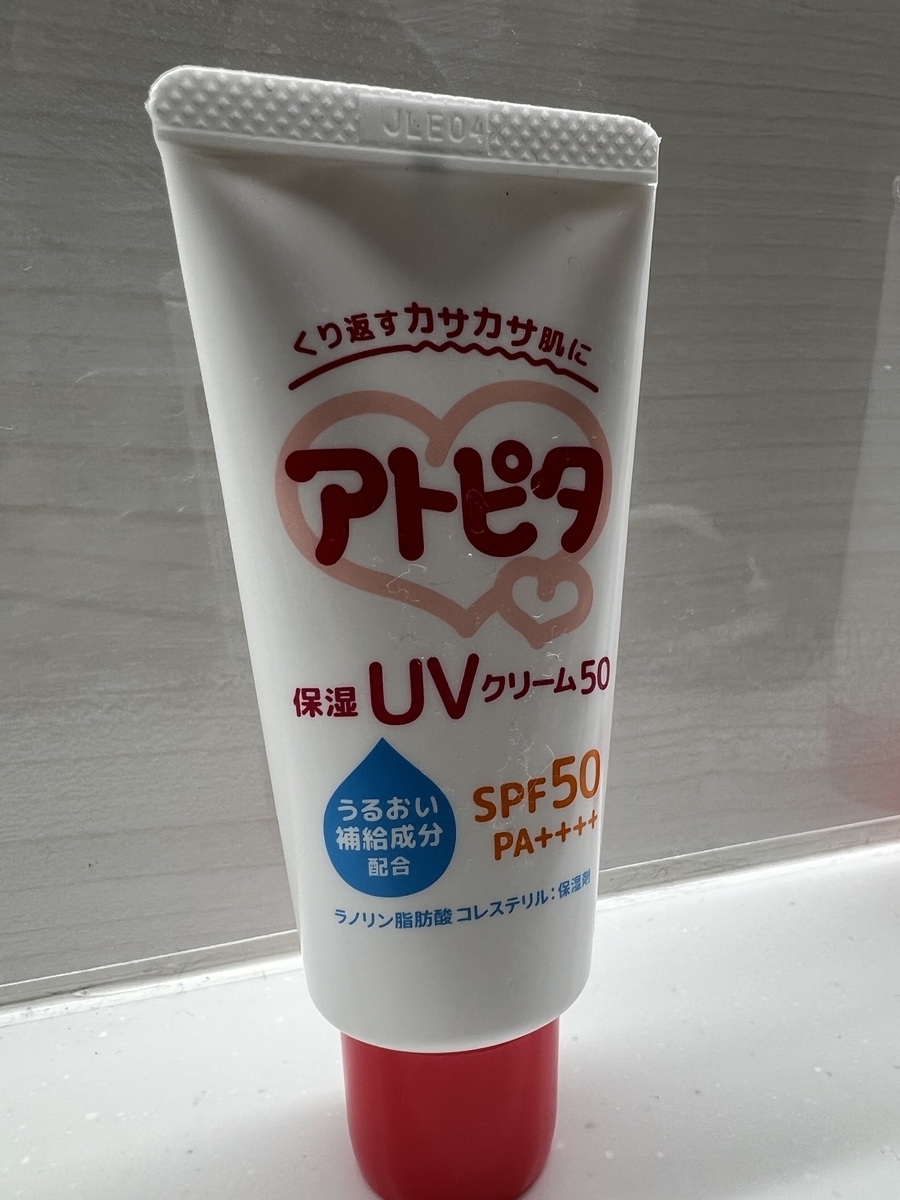 JLE04
くり返すカサカサ肌に
アトピタ
保湿UVクリーム50
うるおい
補給成分
配合
SPF50
PA++++
ラノリン脂肪酸コレステリル:保湿剤